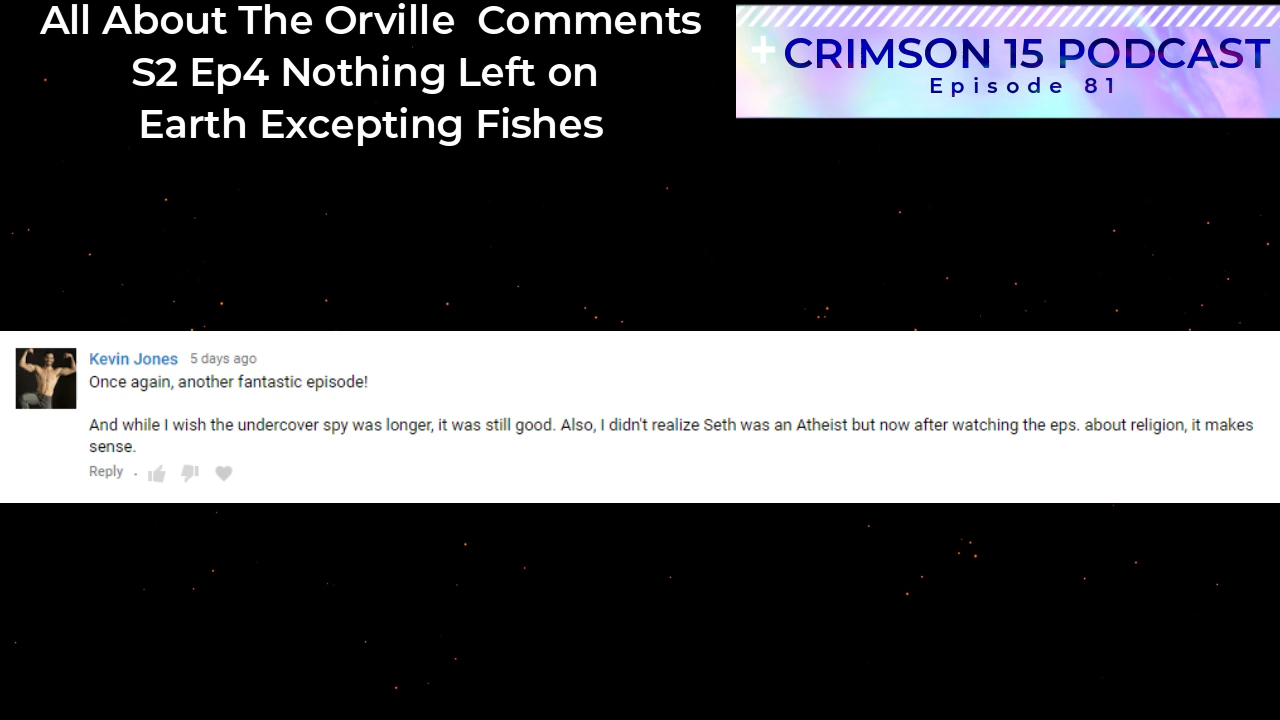 All About The Orville Comments
S2 Ep4 Nothing Left on
Earth Excepting Fishes
+ CRIMSON 15 PODCAST
Episode 81
Kevin Jones 5 days ago
Once again, another fantastic episode!
And while I wish the undercover spy was longer, it was still good. Also, I didn't realize Seth was an Atheist but now after watching the eps. about religion, it makes
sense.
Reply .